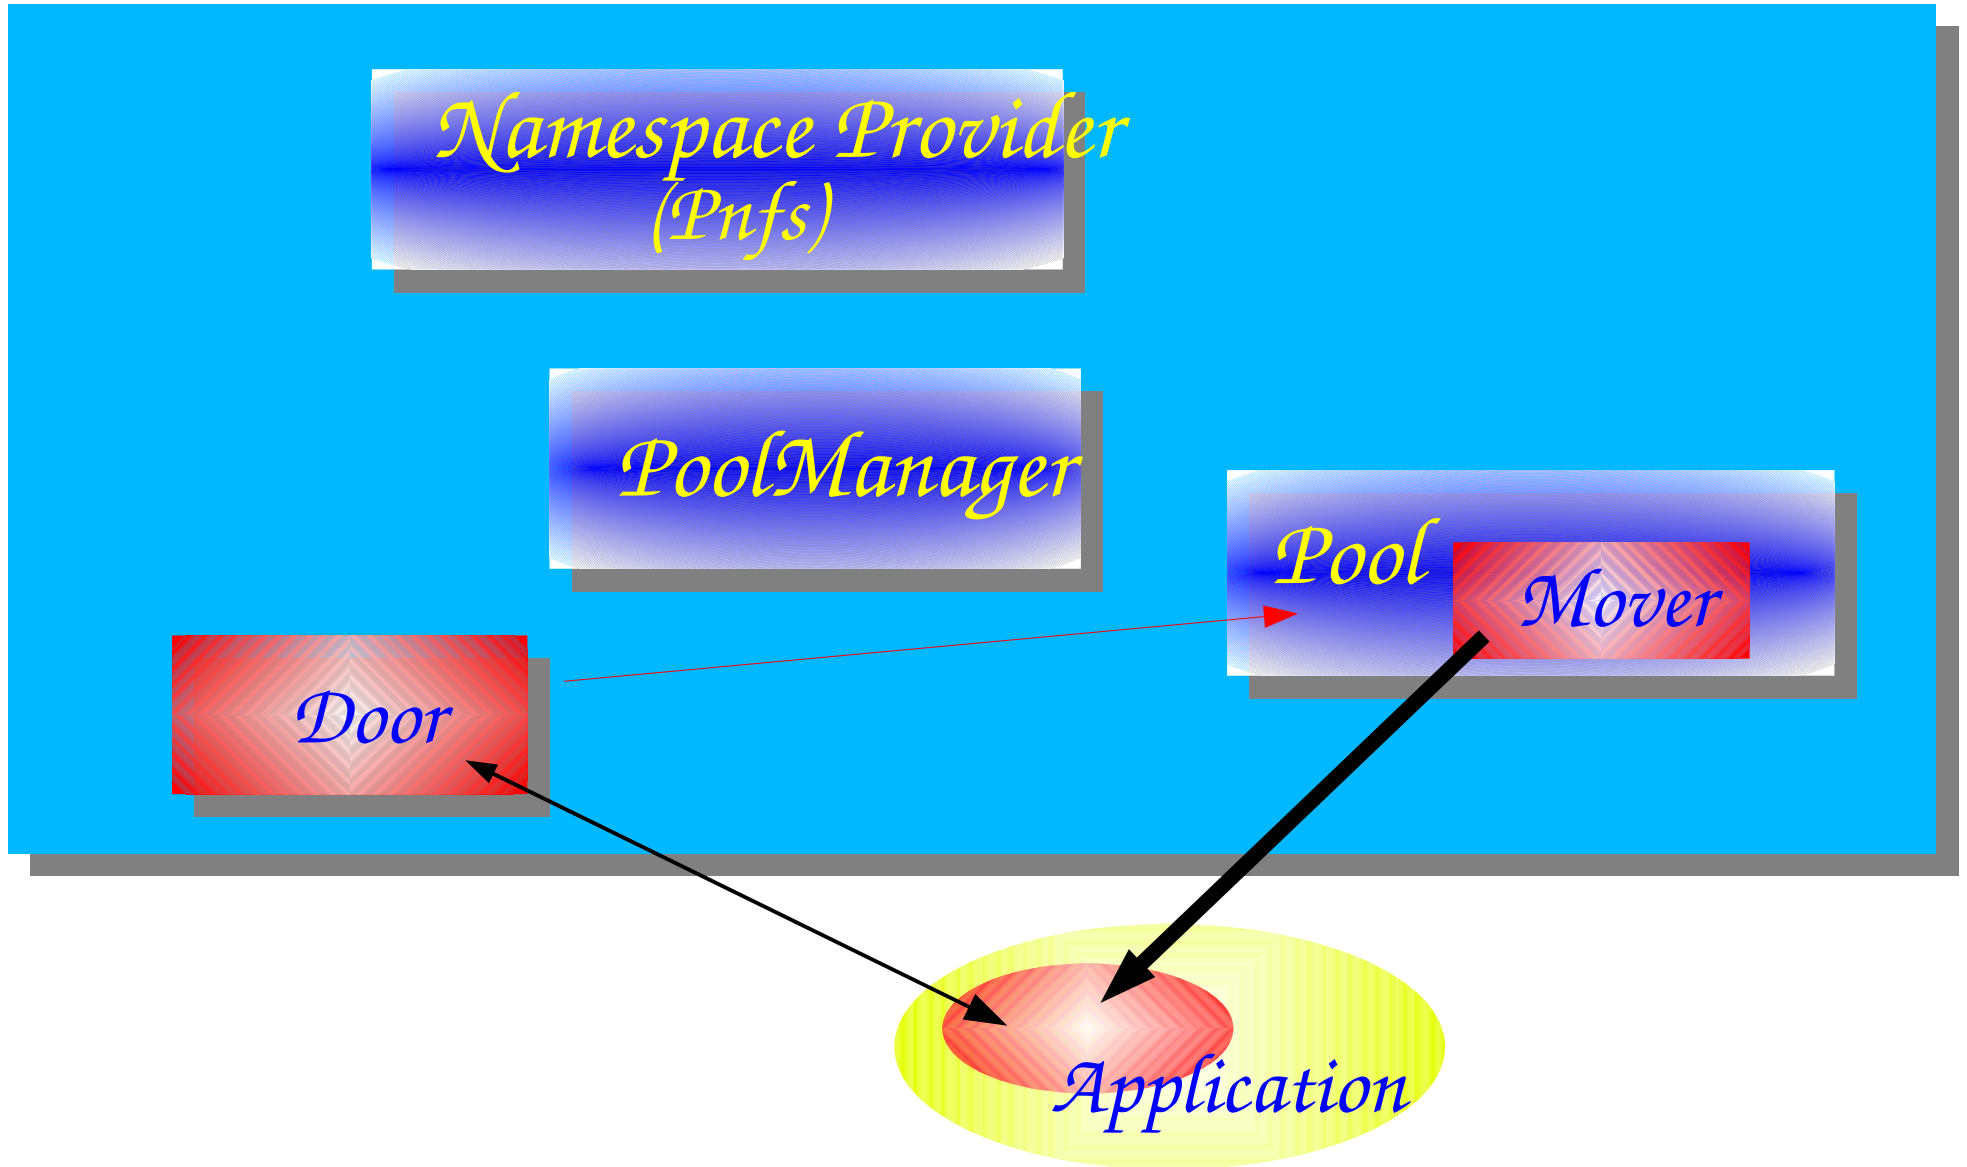 Namespace Provider
(Pnfs)
PoolManager
Pool
Mover
Door
Application